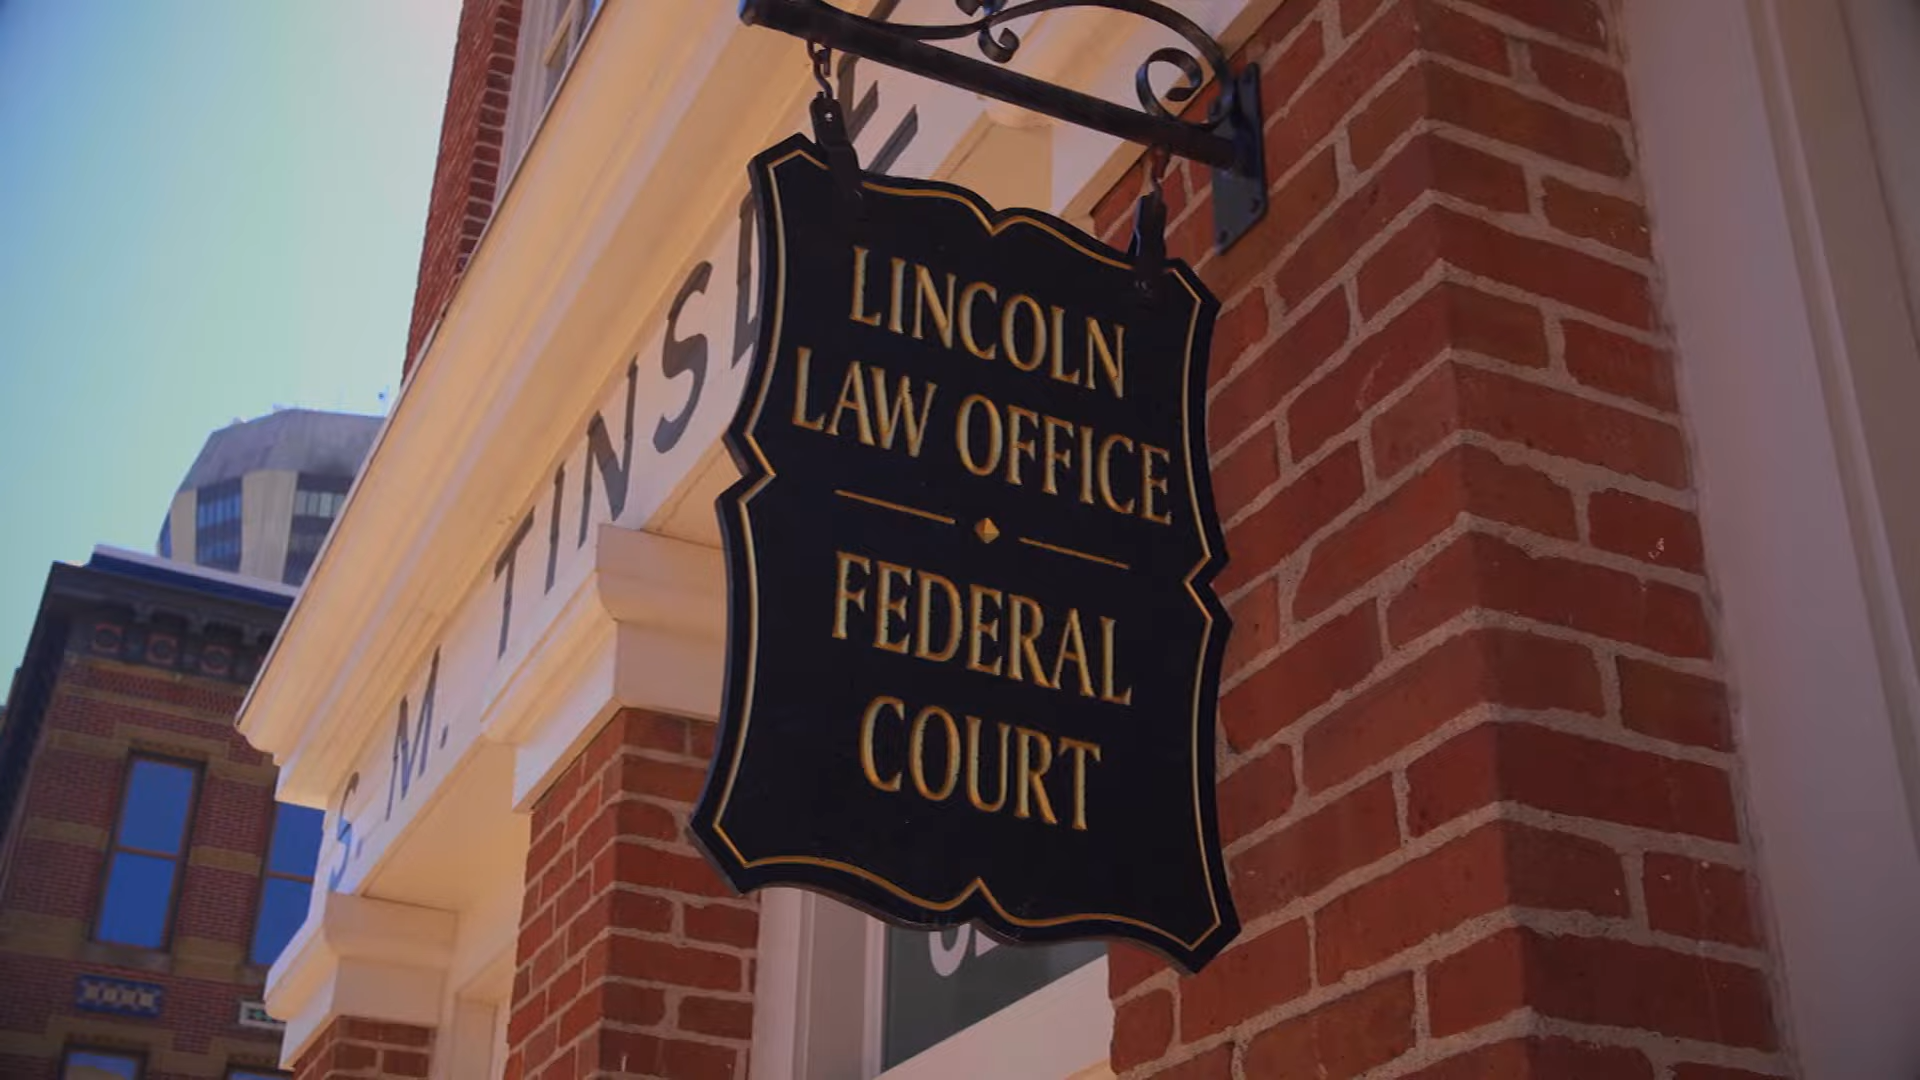 LINCOLN
LAW OFFICE
FEDERAL
COURT
S. M. TINSL